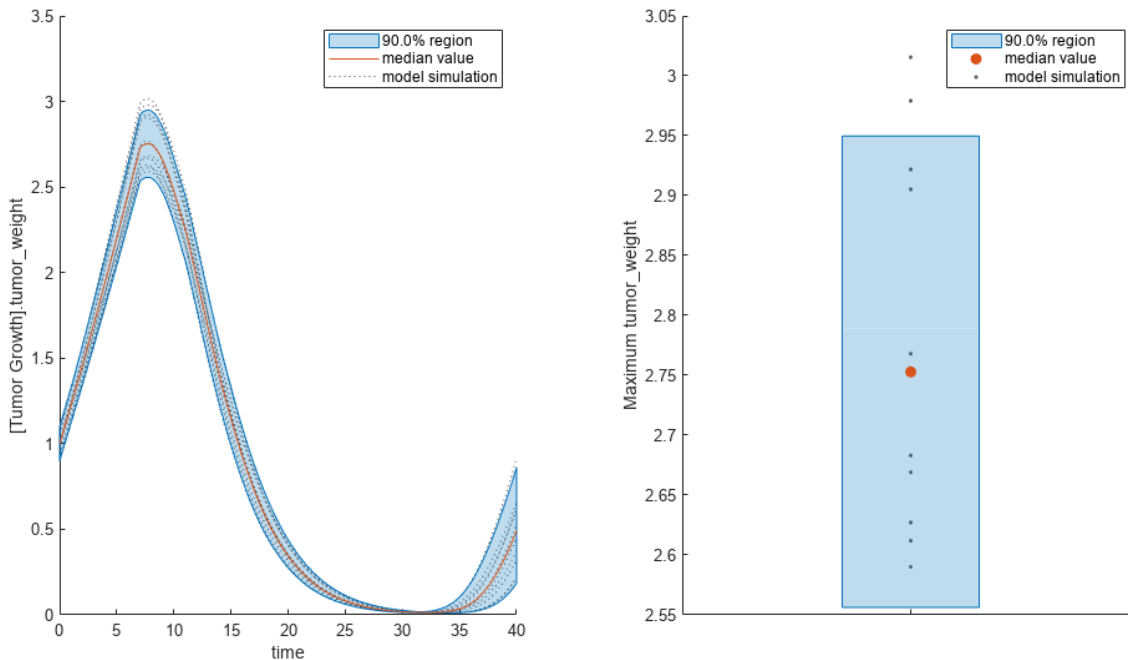 [Tumor Growth].tumor_weight
3.5
3
2.5
2
1.5
1
0.5
0
90.0% region
median value
model simulation
0 5 10 15 20 25 30 35 40
time
Maximum tumor_weight
3.05
3
2.95
2.9
2.85
2.8
2.75
2.7
2.65
2.6
2.55
90.0% region
median value
model simulation